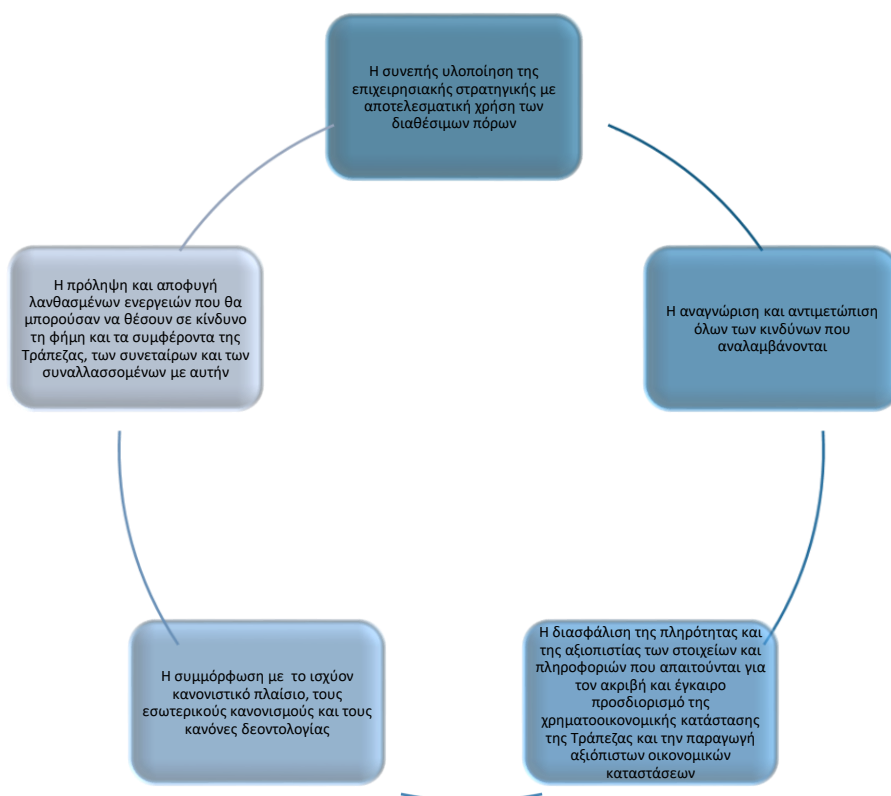 Η συνεπής υλοποίηση της
επιχειρησιακής στρατηγικής με
αποτελεσματική χρήση των
διαθέσιμων πόρων
Η αναγνώριση και αντιμετώπιση
όλων των κινδύνων που
αναλαμβάνονται
Η διασφάλιση της πληρότητας και
της αξιοπιστίας των στοιχείων και
πληροφοριών που απαιτούνται για
τον ακριβή και έγκαιρο
προσδιορισμό της
χρηματοοικονομικής κατάστασης
της Τράπεζας και την παραγωγή
αξιόπιστων οικονομικών
καταστάσεων
Η συμμόρφωση με  το ισχύον
κανονιστικό πλαίσιο, τους
εσωτερικούς κανονισμούς και τους
κανόνες δεοντολογίας
Η πρόληψη και αποφυγή
λανθασμένων ενεργειών που θα
μπορούσαν να θέσουν σε κίνδυνο
τη φήμη και τα συμφέροντα της
Τράπεζας, των συνεταίρων και των
συναλλασσομένων με αυτήν